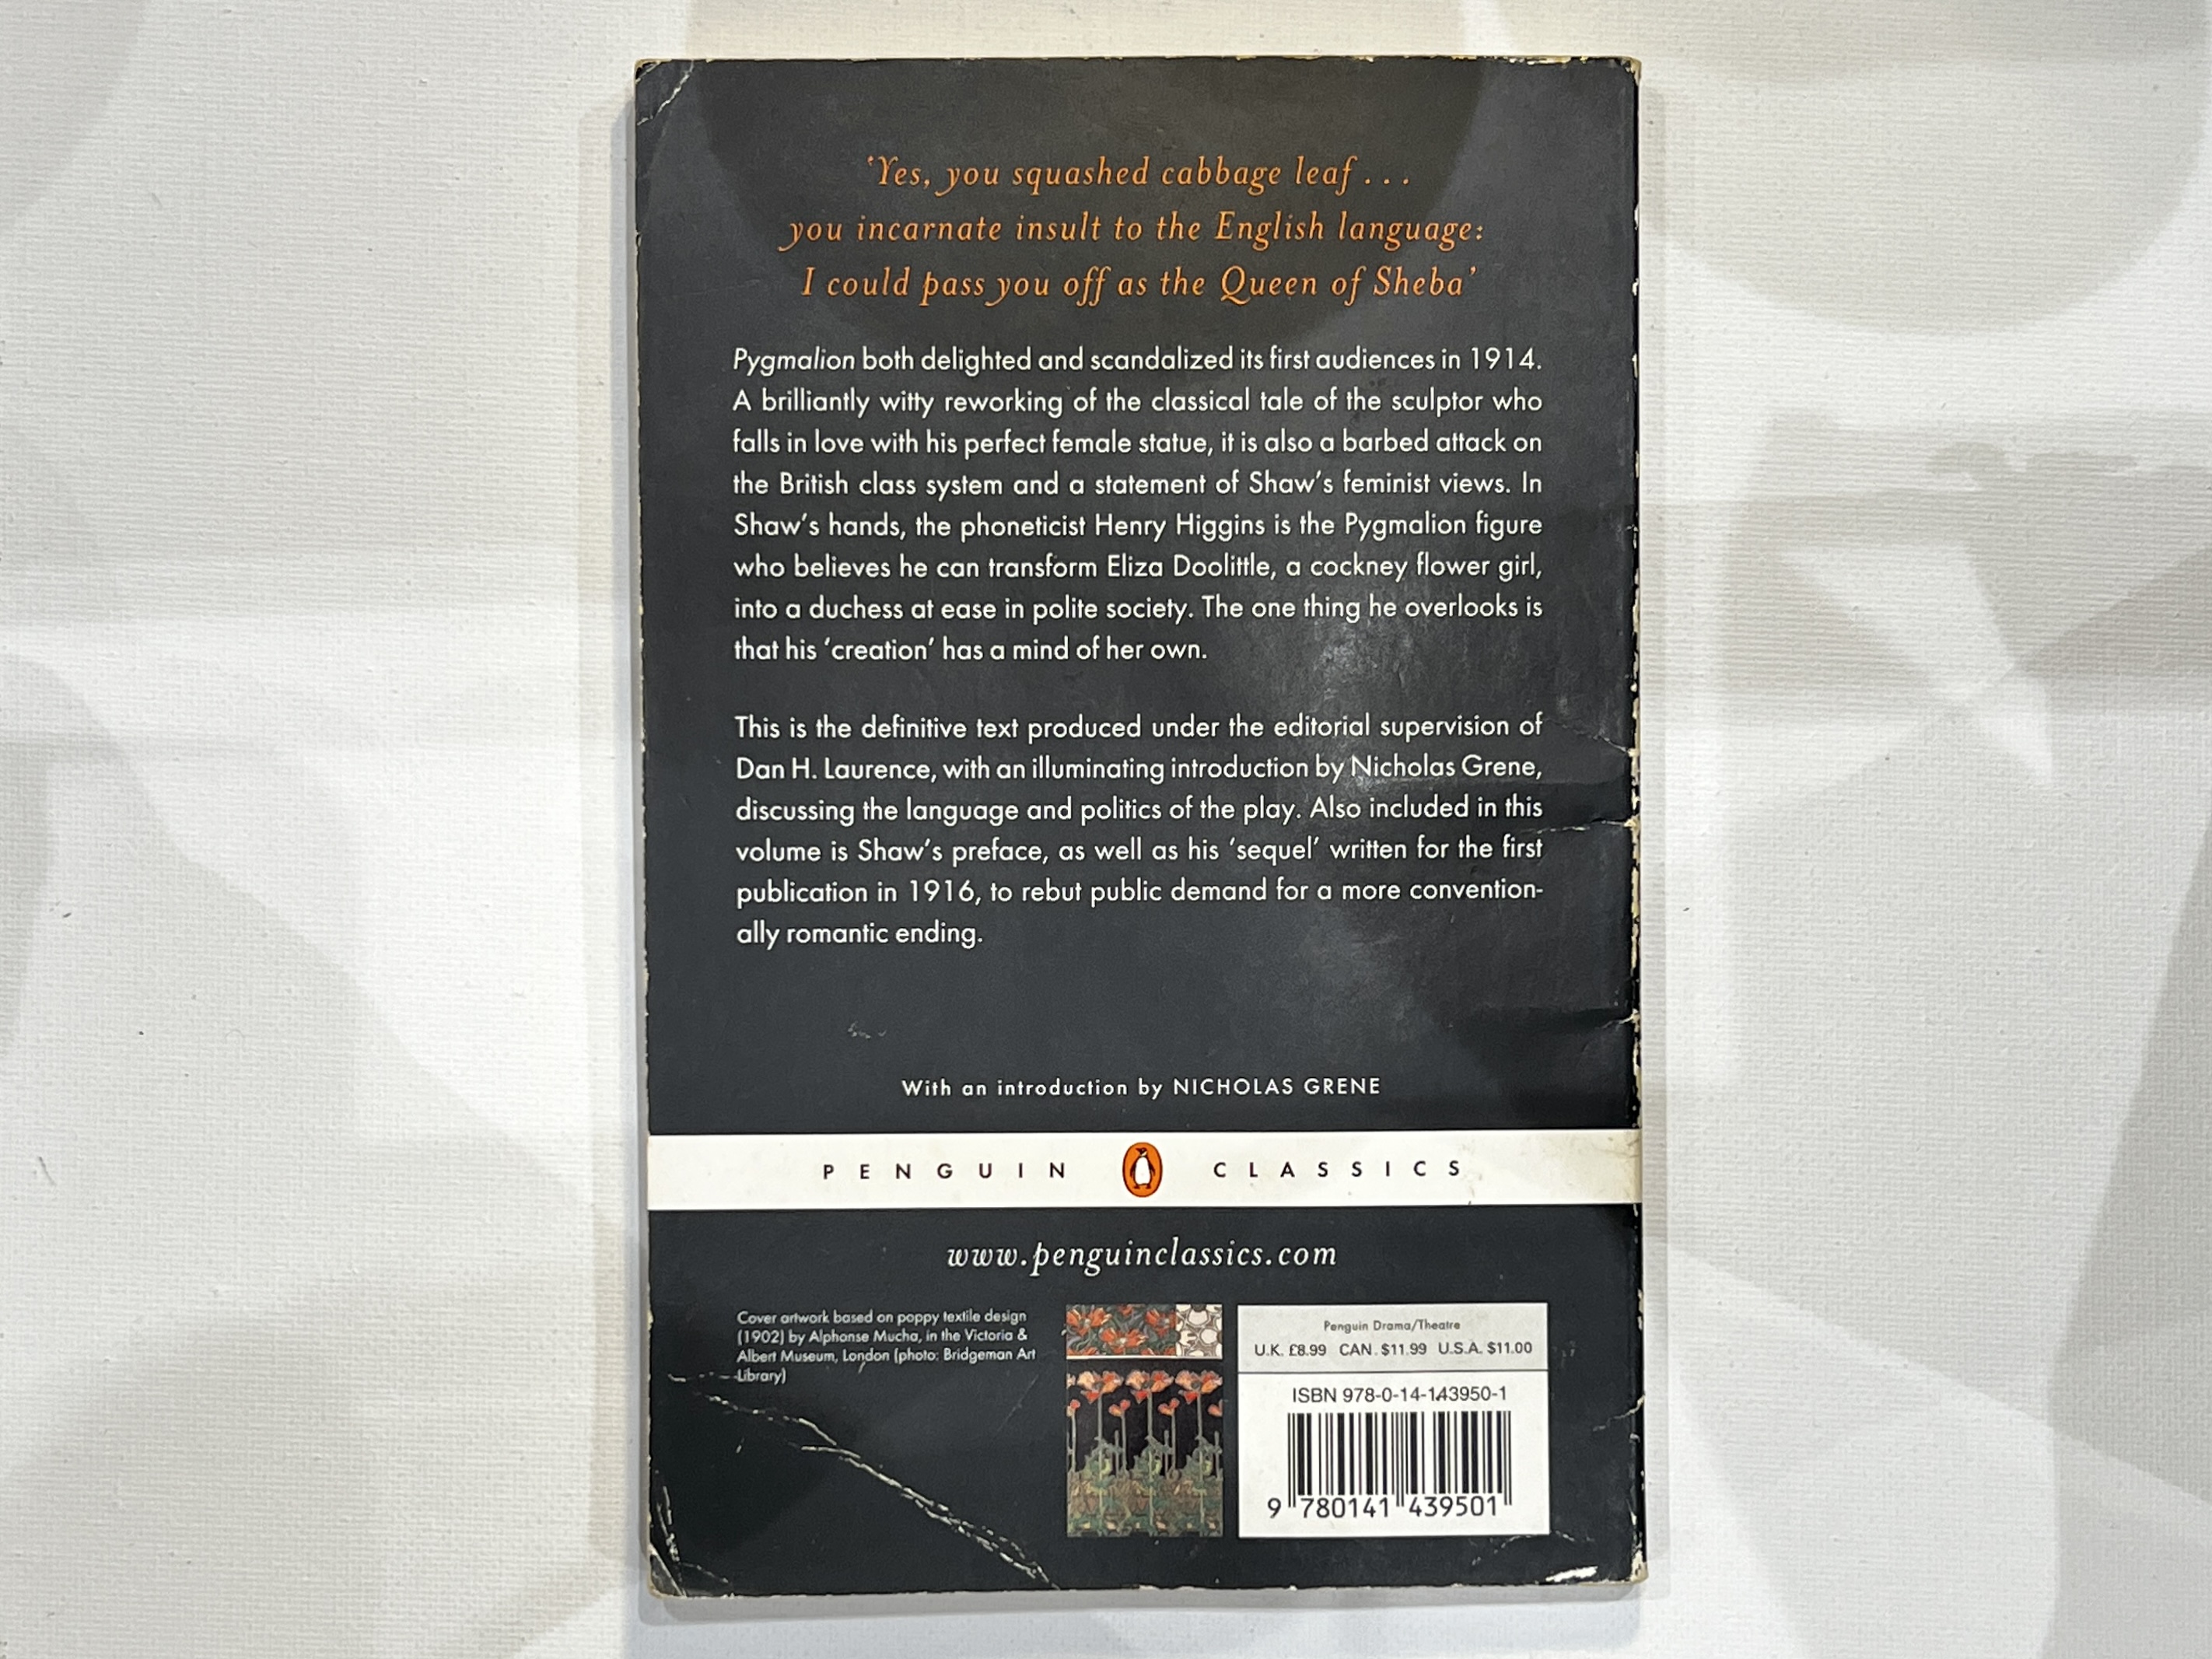 ‘Yes, you squashed cabbage leaf . . .
you incarnate insult to the English language:
I could pass you off as the Queen of Sheba’
Pygmalion both delighted and scandalized its first audiences in 1914.
A brilliantly witty reworking of the classical tale of the sculptor who
falls in love with his perfect female statue, it is also a barbed attack on
the British class system and a statement of Shaw’s feminist views. In
Shaw’s hands, the phoneticist Henry Higgins is the Pygmalion figure
who believes he can transform Eliza Doolittle, a cockney flower girl,
into a duchess at ease in polite society. The one thing he overlooks is
that his ‘creation’ has a mind of her own.
This is the definitive text produced under the editorial supervision of
Dan H. Laurence, with an illuminating introduction by Nicholas Grene,
discussing the language and politics of the play. Also included in this
volume is Shaw’s preface, as well as his ‘sequel’ written for the first
publication in 1916, to rebut public demand for a more convention-
ally romantic ending.
With an introduction by NICHOLAS GRENE
PENGUIN CLASSICS
www.penguinclassics.com
Cover artwork based on poppy textile design
(1902) by Alphonse Mucha, in the Victoria &
Albert Museum, London (photo: Bridgeman Art
Library)
Penguin Drama/Theatre
U.K. £8.99 CAN. $11.99 U.S.A. $11.00
ISBN 978-0-14-143950-1
9 780141 439501